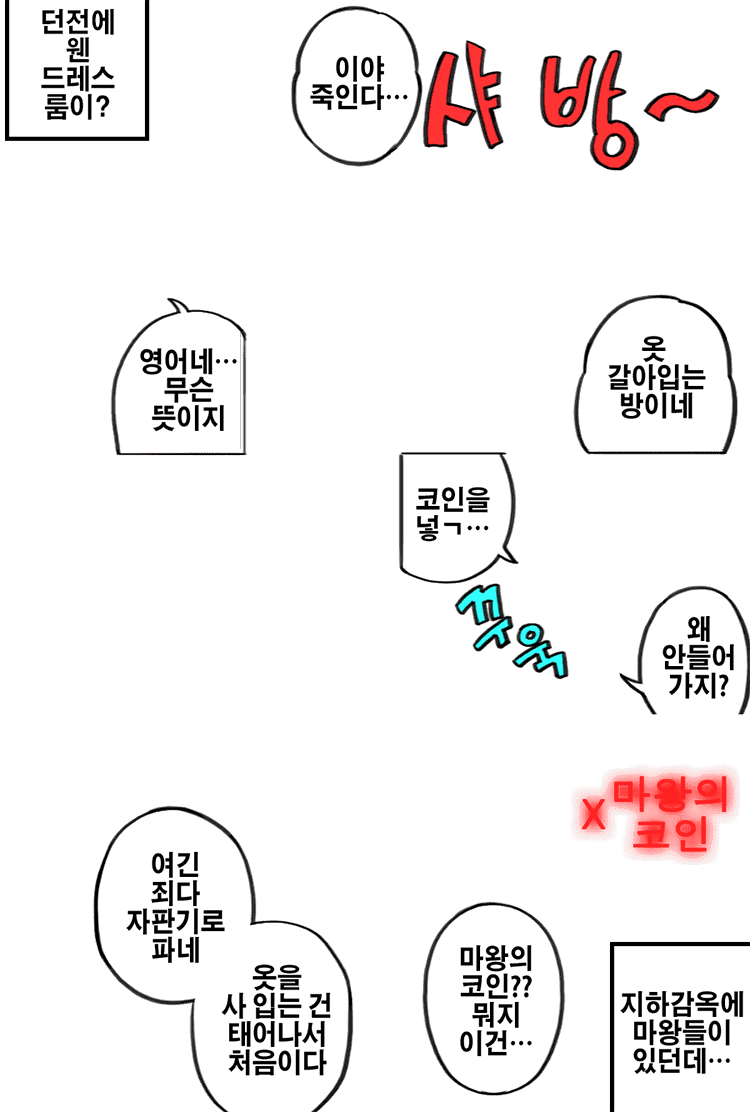 던전에
웬
드레스
룸이?
이야
죽인다…
샤방~
영어네…
무슨
뜻이지
옷
갈아입는
방이네
코인을
넣ㄱ…
꾸욱
왜
안들어
가지?
X 마왕의
코인
여긴
죄다
자판기로
파네
옷을
사 입는 건
태어나서
처음이다
마왕의
코인??
뭐지
이건…
지하감옥에
마왕들이
있던데…